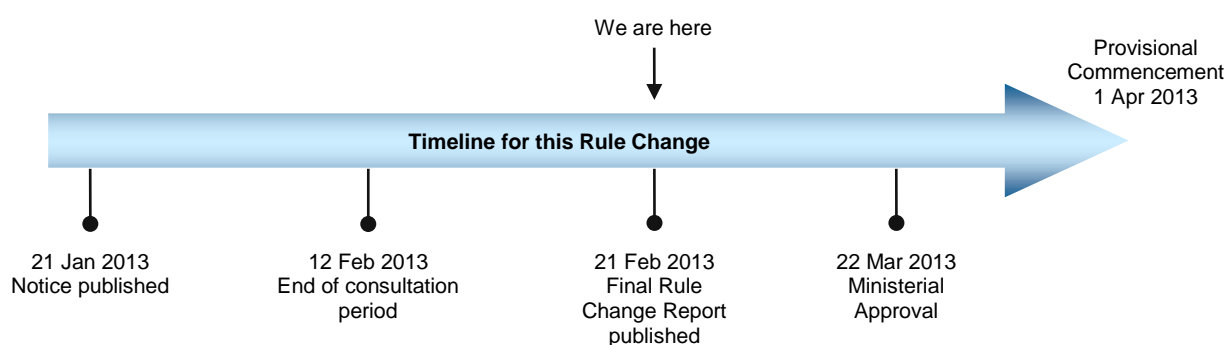 We are here
Provisional
Commencement
1 Apr 2013
Timeline for this Rule Change
21 Jan 2013
Notice published
12 Feb 2013
End of consultation
period
21 Feb 2013
Final Rule
Change Report
published
22 Mar 2013
Ministerial
Approval